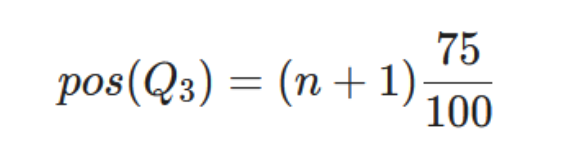 pos(Q₃) = (n + 1) 75/100